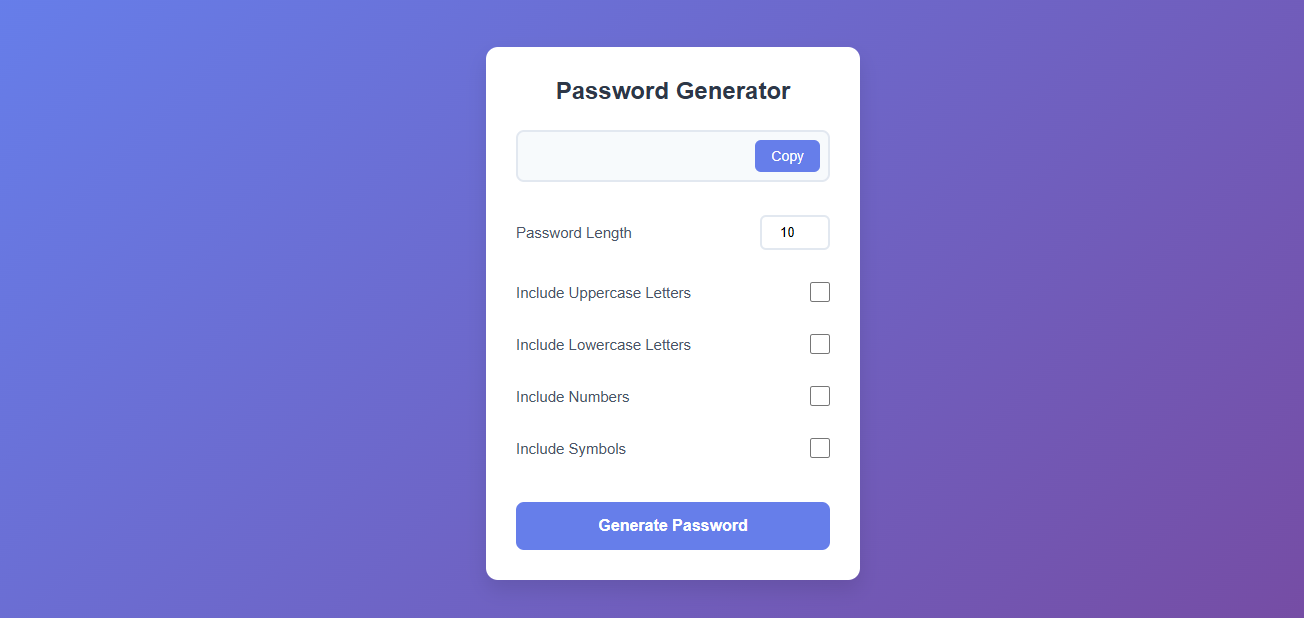 Password Generator
Copy
Password Length
10
Include Uppercase Letters
Include Lowercase Letters
Include Numbers
Include Symbols
Generate Password